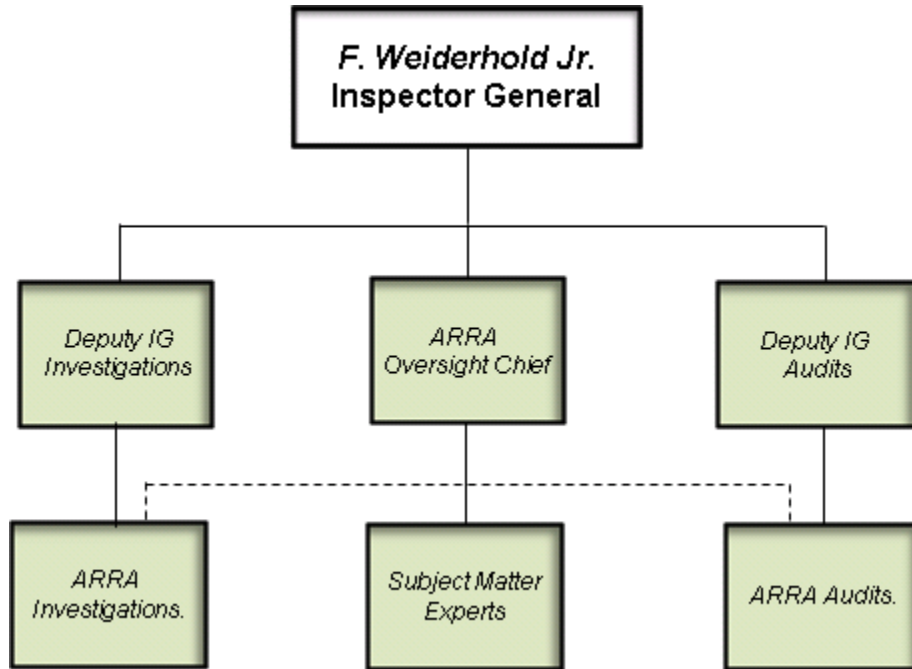 F. Weiderhold Jr.
Inspector General
Deputy IG
Investigations
ARRA
Oversight Chief
Deputy IG
Audits
ARRA
Investigations.
Subject Matter
Experts
ARRA Audits.